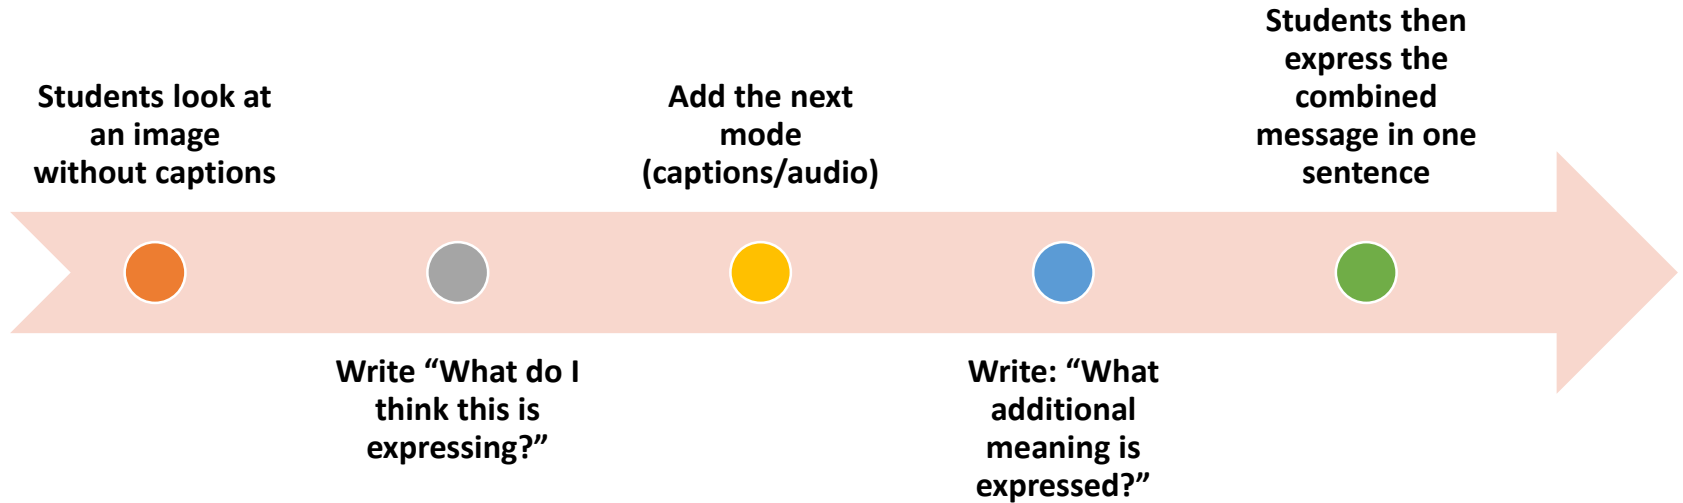 Students look at
an image
without captions
Write “What do I
think this is
expressing?”
Add the next
mode
(captions/audio)
Write: “What
additional
meaning is
expressed?”
Students then
express the
combined
message in one
sentence